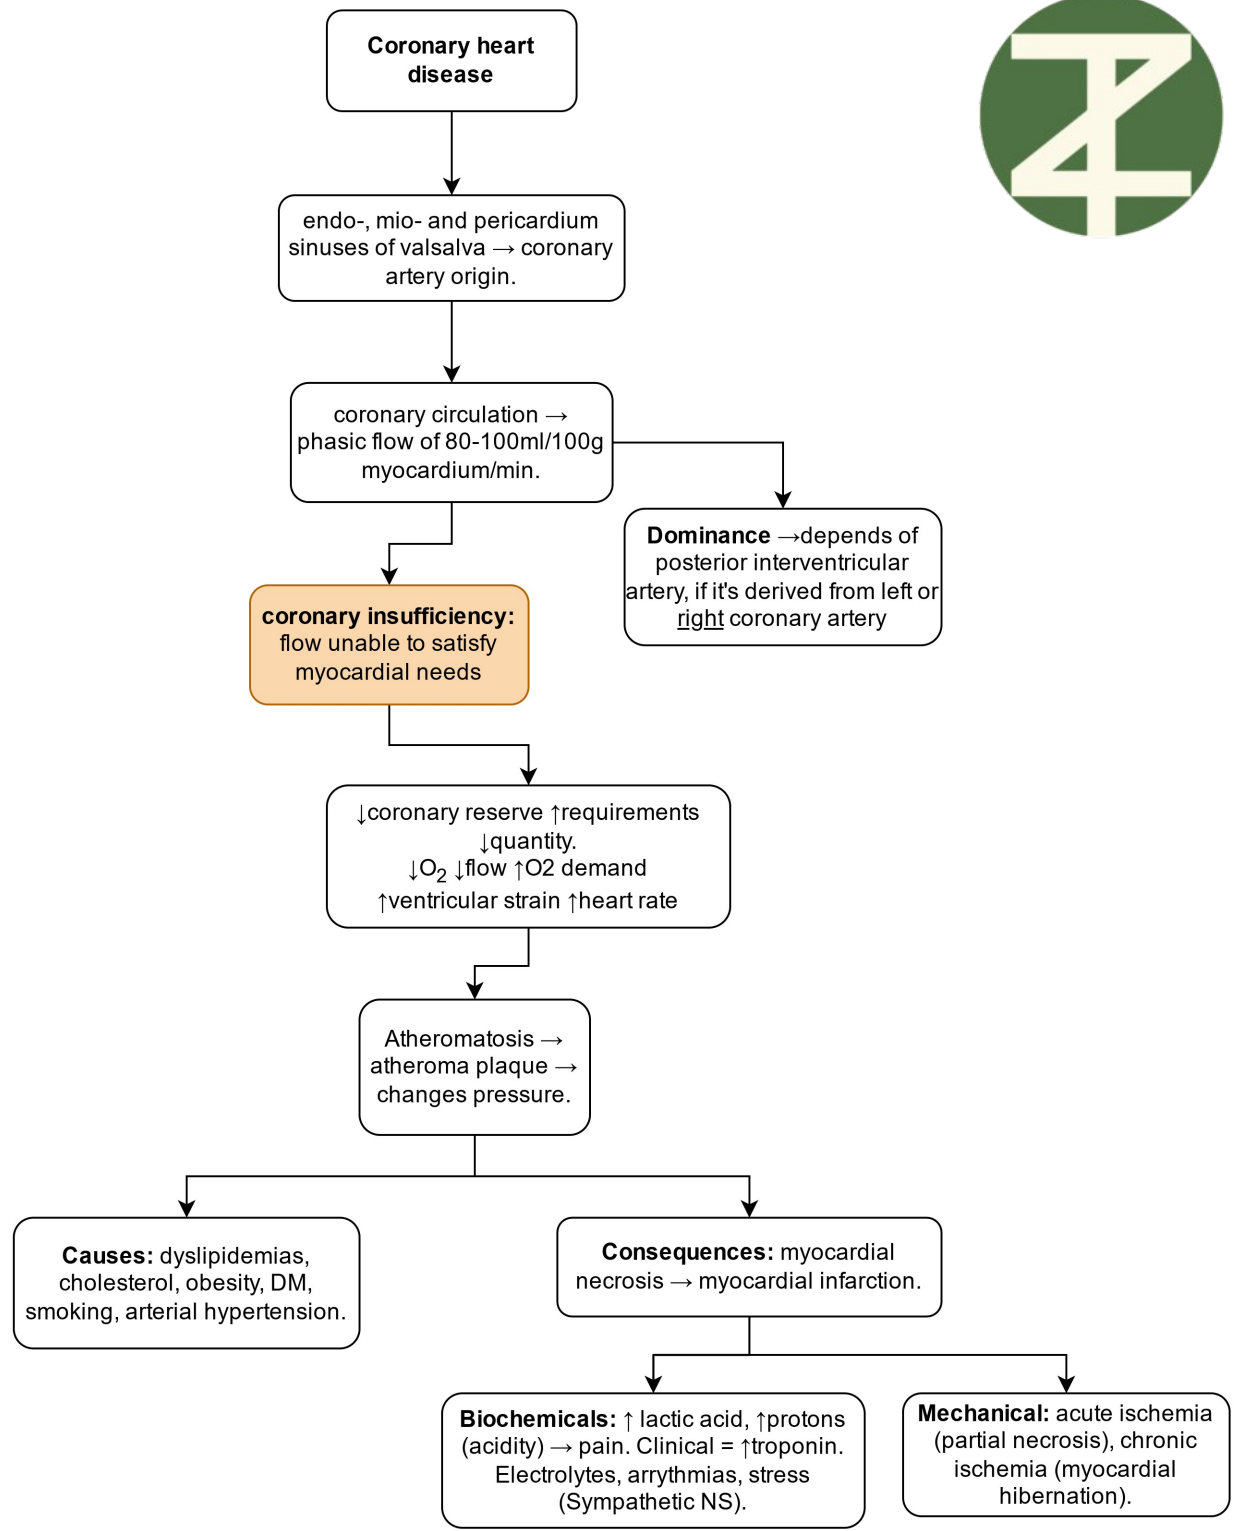 Coronary heart
disease
endo-, mio- and pericardium
sinuses of valsalva → coronary
artery origin.
coronary circulation →
phasic flow of 80-100ml/100g
myocardium/min.
Dominance →depends of
posterior interventricular
artery, if it's derived from left or
right coronary artery
coronary insufficiency:
flow unable to satisfy
myocardial needs
↓coronary reserve ↑requirements
↓quantity.
↓O₂ ↓flow ↑O2 demand
↑ventricular strain ↑heart rate
Atheromatosis →
atheroma plaque →
changes pressure.
Causes: dyslipidemias,
cholesterol, obesity, DM,
smoking, arterial hypertension.
Consequences: myocardial
necrosis → myocardial infarction.
Biochemicals: ↑ lactic acid, ↑protons
(acidity) → pain. Clinical = ↑troponin.
Electrolytes, arrythmias, stress
(Sympathetic NS).
Mechanical: acute ischemia
(partial necrosis), chronic
ischemia (myocardial
hibernation).